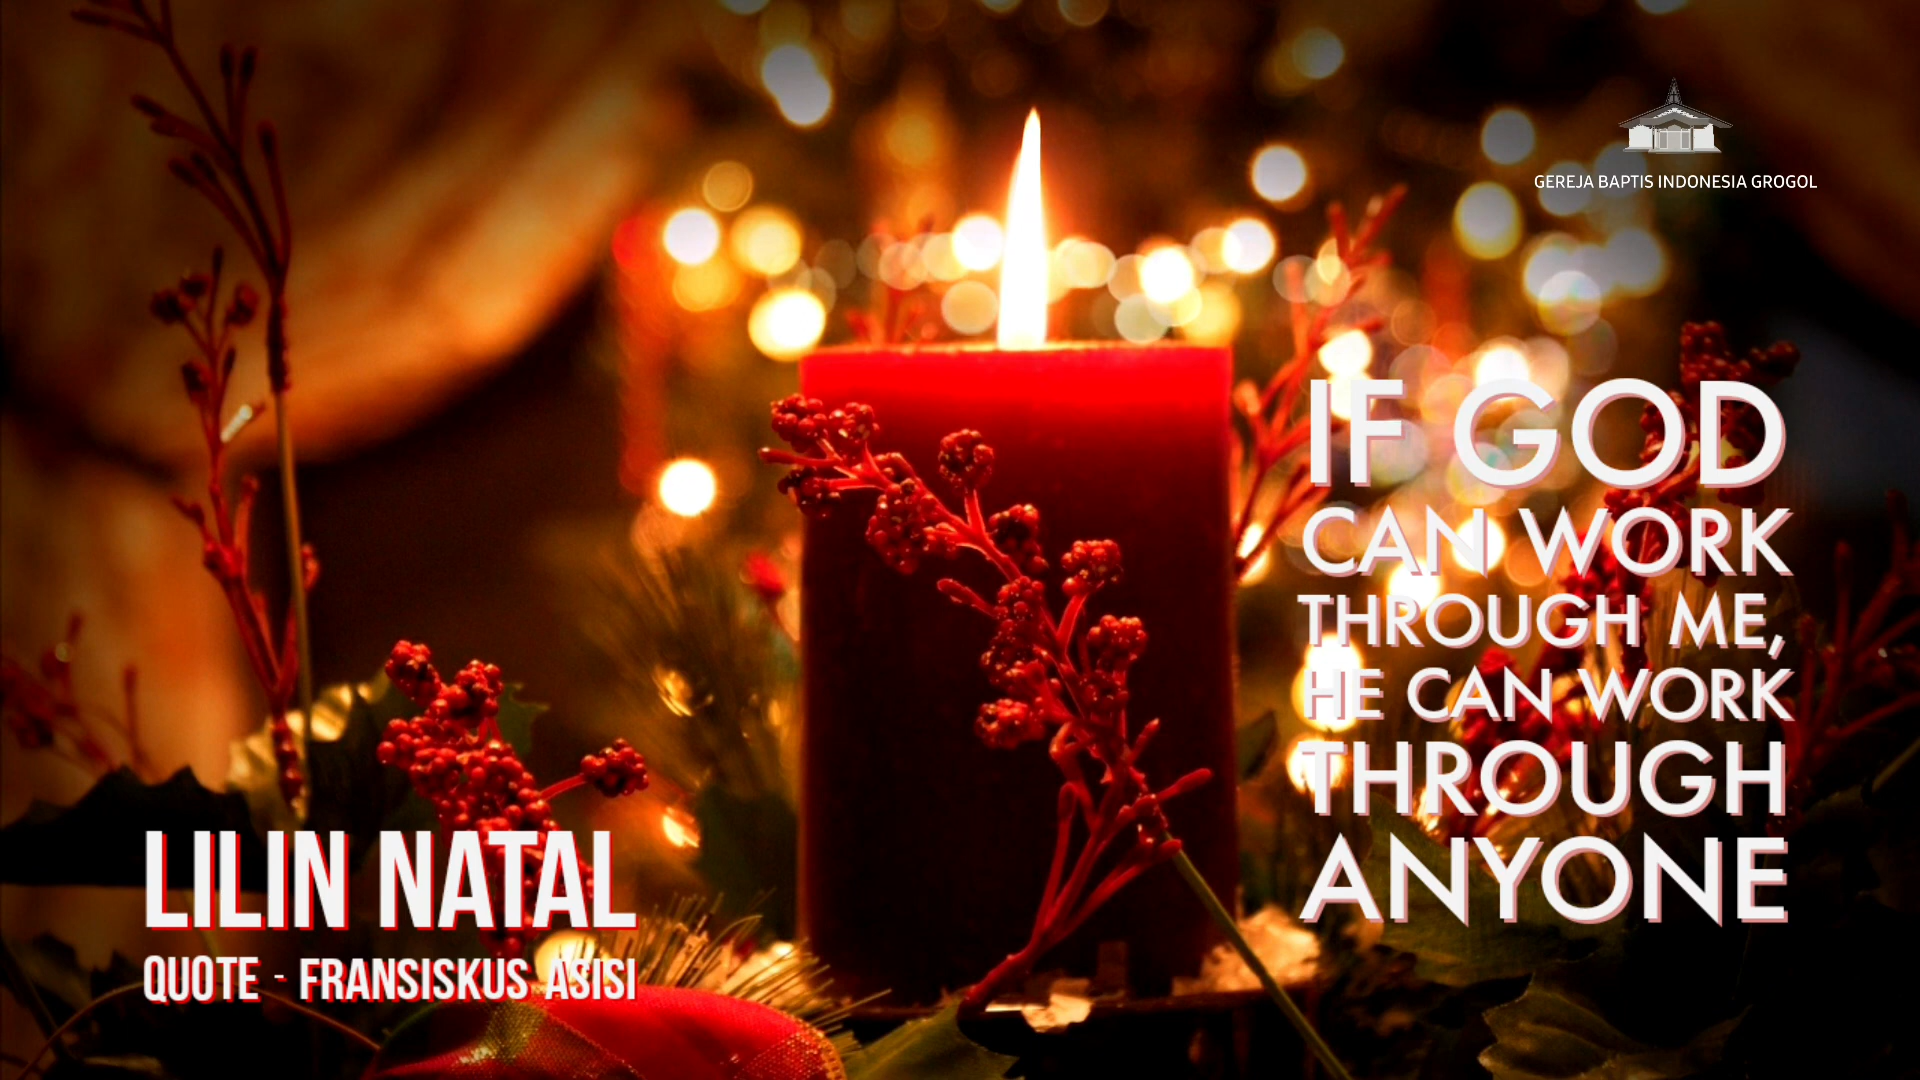 GEREJA BAPTIS INDONESIA GROGOL
IF GOD
CAN WORK
THROUGH ME,
HE CAN WORK
THROUGH
ANYONE
LILIN NATAL
QUOTE - FRANSISKUS ASISI